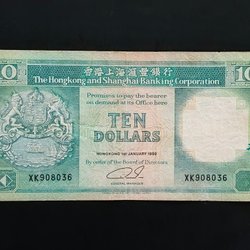 10
香港上海滙豐銀行
10
The Hongkong and Shanghai Banking Corporation
Promises to pay the bearer
on demand at its Office here
TEN
DOLLARS
HONGKONG 1ST JANUARY
By order of the Board of Directors
GENERAL MANAGER
XK908036
XK908036